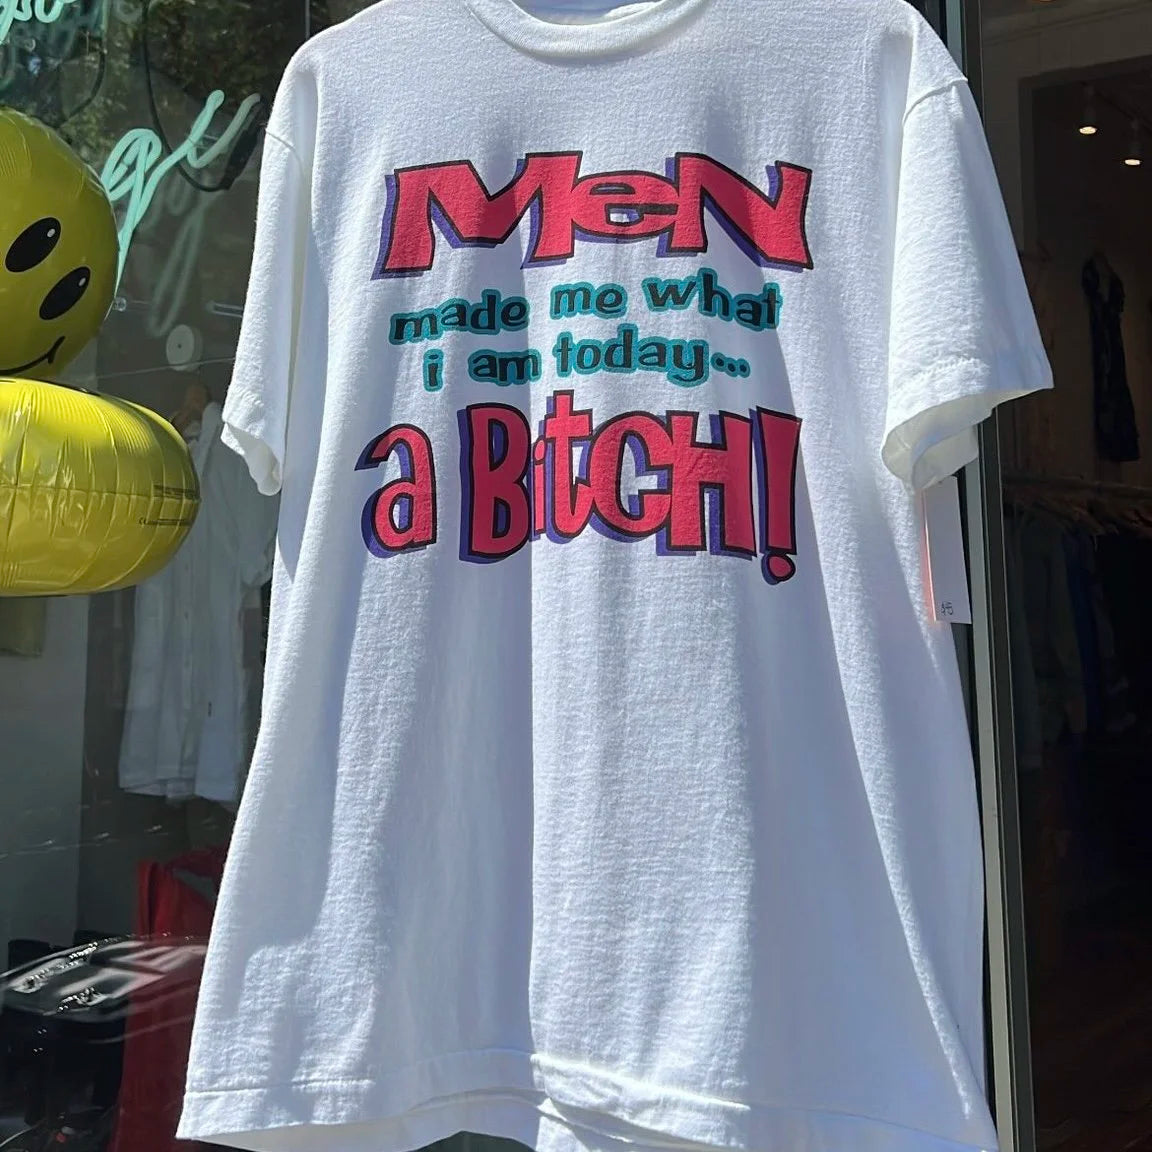 MeN
made me what
i am today...
a BitCH!